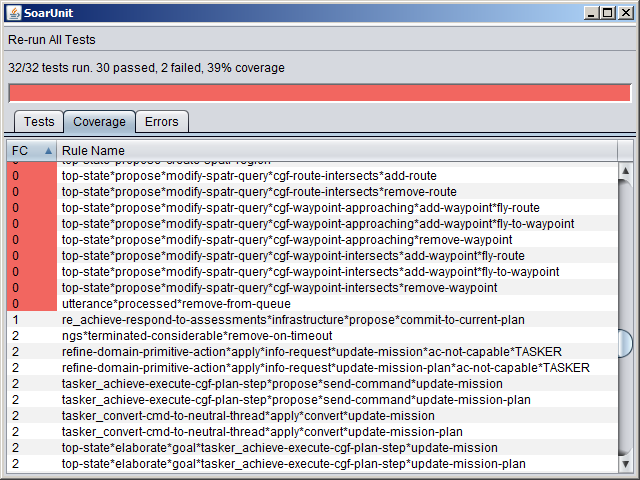 SoarUnit
Re-run All Tests
32/32 tests run. 30 passed, 2 failed, 39% coverage
Tests Coverage Errors
FC Rule Name
0 top-state*propose*create-spatr-region
0 top-state*propose*modify-spatr-query*cgf-route-intersects*add-route
0 top-state*propose*modify-spatr-query*cgf-route-intersects*remove-route
0 top-state*propose*modify-spatr-query*cgf-waypoint-approaching*add-waypoint*fly-route
0 top-state*propose*modify-spatr-query*cgf-waypoint-approaching*add-waypoint*fly-to-waypoint
0 top-state*propose*modify-spatr-query*cgf-waypoint-approaching*remove-waypoint
0 top-state*propose*modify-spatr-query*cgf-waypoint-intersects*add-waypoint*fly-route
0 top-state*propose*modify-spatr-query*cgf-waypoint-intersects*add-waypoint*fly-to-waypoint
0 top-state*propose*modify-spatr-query*cgf-waypoint-intersects*remove-waypoint
0 utterance*processed*remove-from-queue
1 re_achieve-respond-to-assessments*infrastructure*propose*commit-to-current-plan
2 ngs*terminated-considerable*remove-on-timeout
2 refine-domain-primitive-action*apply*info-request*update-mission*ac-not-capable*TASKER
2 refine-domain-primitive-action*apply*info-request*update-mission-plan*ac-not-capable*TASKER
2 tasker_achieve-execute-cgf-plan-step*propose*send-command*update-mission
2 tasker_achieve-execute-cgf-plan-step*propose*send-command*update-mission-plan
2 tasker_convert-cmd-to-neutral-thread*apply*convert*update-mission
2 tasker_convert-cmd-to-neutral-thread*apply*convert*update-mission-plan
2 top-state*elaborate*goal*tasker_achieve-execute-cgf-plan-step*update-mission
2 top-state*elaborate*goal*tasker_achieve-execute-cgf-plan-step*update-mission-plan